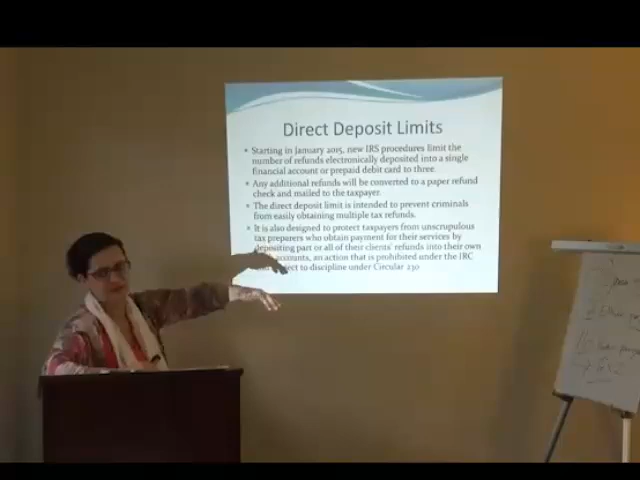 Direct Deposit Limits
• Starting in January 2015, new IRS procedures limit the
number of refunds electronically deposited into a single
financial account or prepaid debit card to three.
• Any additional refunds will be converted to a paper refund
check and mailed to the taxpayer.
• The direct deposit limit is intended to prevent criminals
from easily obtaining multiple tax refunds.
• It is also designed to protect taxpayers from unscrupulous
tax preparers who obtain payment for their services by
depositing part or all of their clients' refunds into their own
accounts, an action that is prohibited under the IRC
to discipline under Circular 230